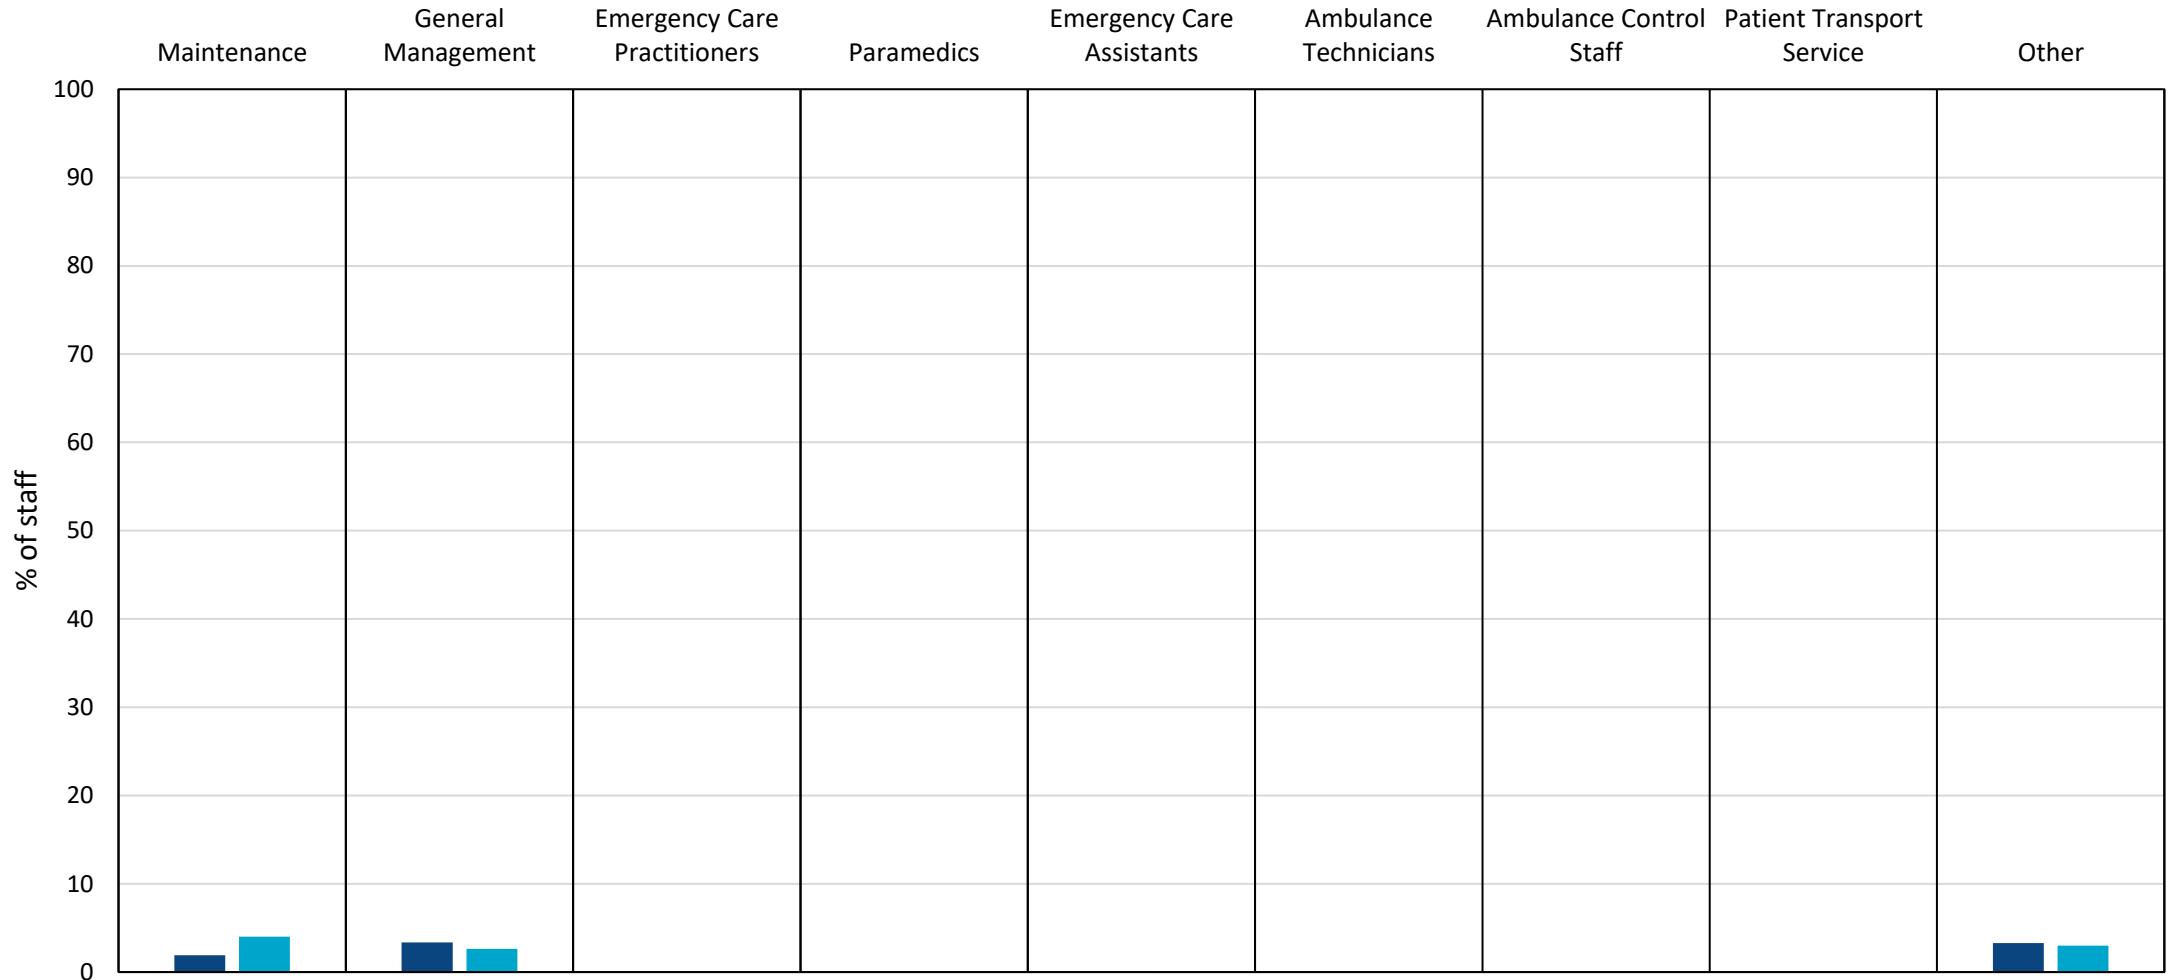 Maintenance
General
Management
Emergency Care
Practitioners
Paramedics
Emergency Care
Assistants
Ambulance
Technicians
Ambulance Control
Staff
Patient Transport
Service
Other
100
90
80
70
60
50
40
30
20
10
0
% of staff